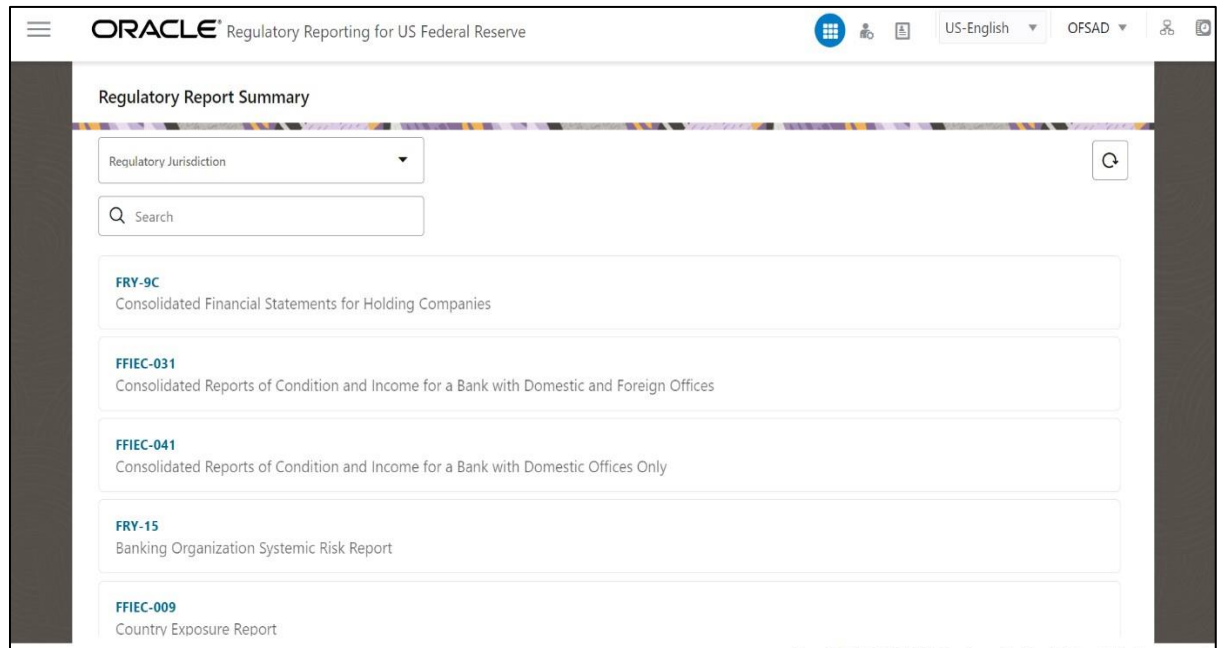 ORACLE® Regulatory Reporting for US Federal Reserve US-English OFSAD
Regulatory Report Summary
Regulatory Jurisdiction
Search
FRY-9C
Consolidated Financial Statements for Holding Companies
FFIEC-031
Consolidated Reports of Condition and Income for a Bank with Domestic and Foreign Offices
FFIEC-041
Consolidated Reports of Condition and Income for a Bank with Domestic Offices Only
FRY-15
Banking Organization Systemic Risk Report
FFIEC-009
Country Exposure Report